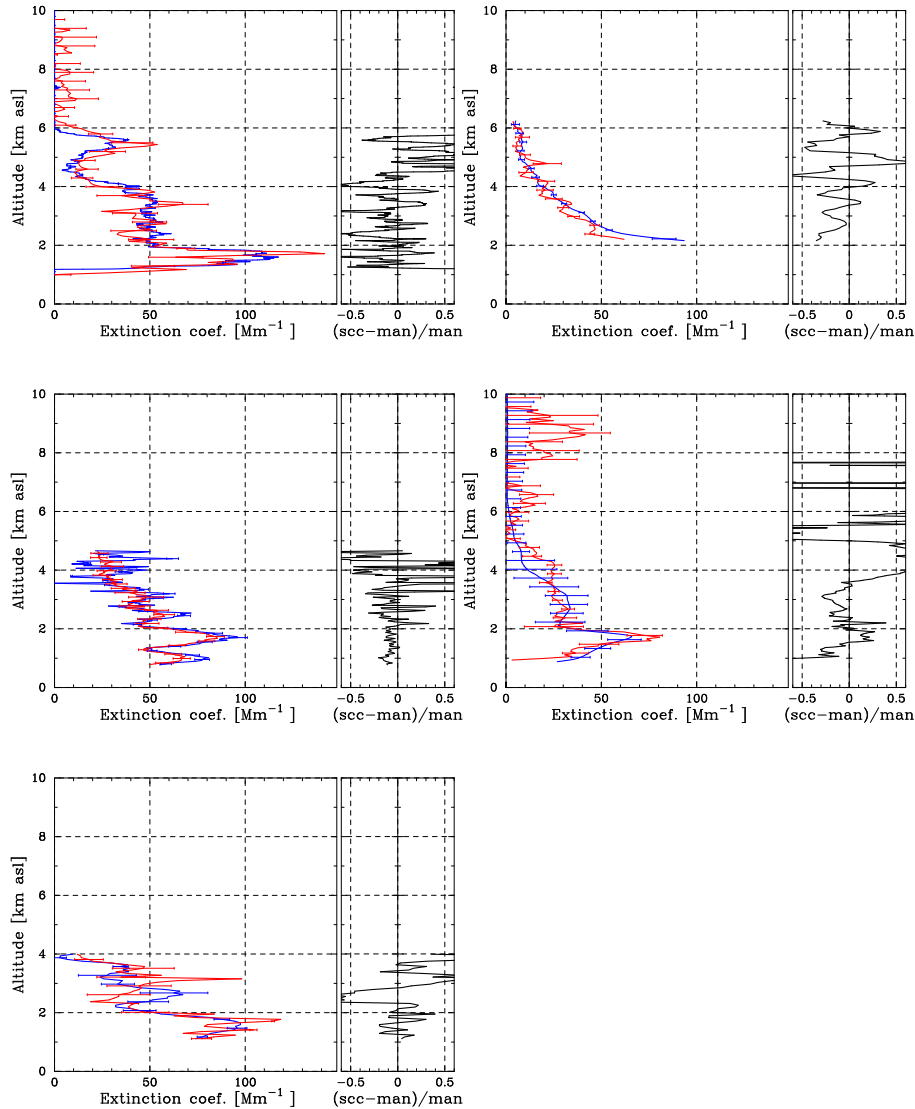 10 10
8 8
6 6
4 4
2 2
0 0
0 50 100 −0.5 0 0.5 0 50 100 −0.5 0 0.5
Altitude [km asl] Altitude [km asl]
Extinction coef. [Mm⁻¹] (scc−man)/man Extinction coef. [Mm⁻¹] (scc−man)/man
10 10
8 8
6 6
4 4
2 2
0 0
0 50 100 −0.5 0 0.5 0 50 100 −0.5 0 0.5
Altitude [km asl] Altitude [km asl]
Extinction coef. [Mm⁻¹] (scc−man)/man Extinction coef. [Mm⁻¹] (scc−man)/man
10
8
6
4
2
0
0 50 100 −0.5 0 0.5
Altitude [km asl]
Extinction coef. [Mm⁻¹] (scc−man)/man